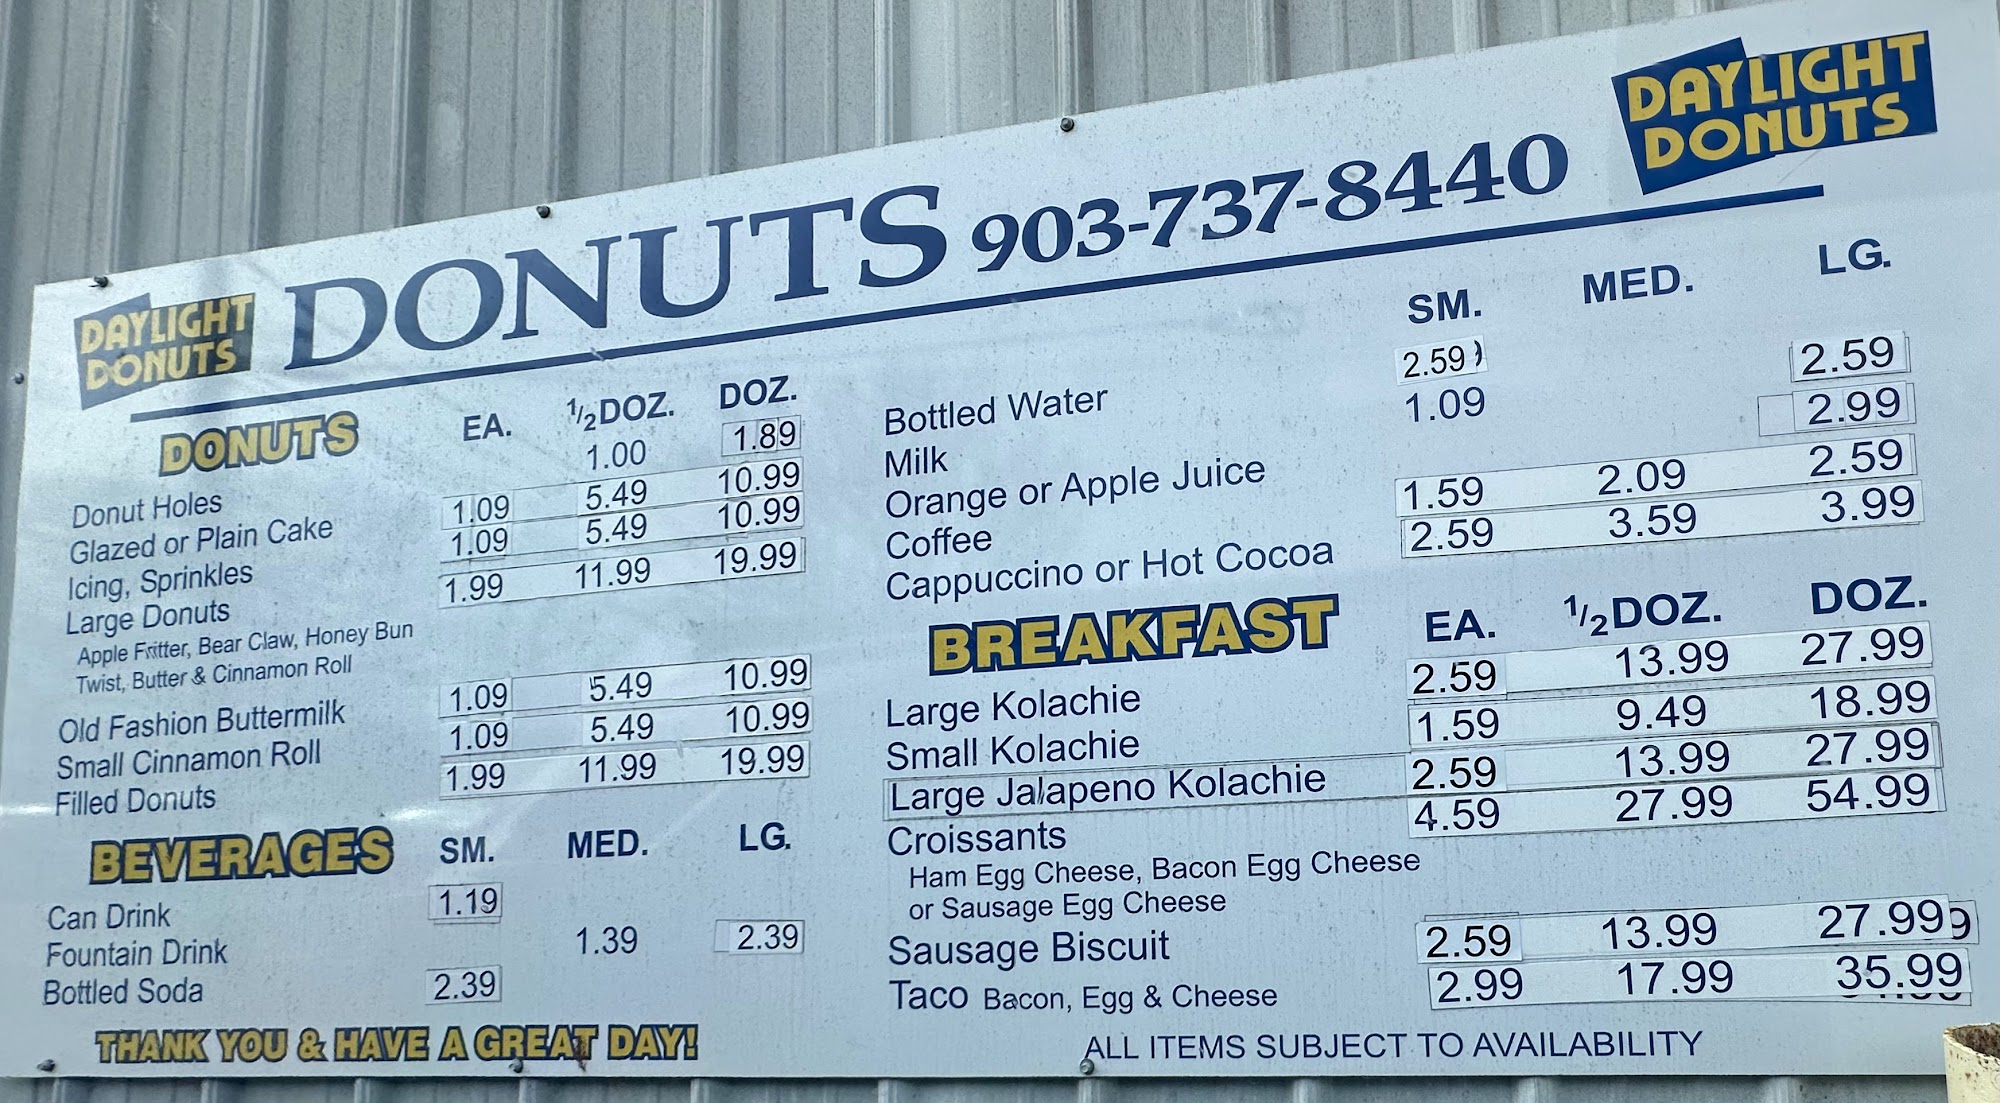 DAYLIGHT DONUTS
DONUTS 903-737-8440
DAYLIGHT DONUTS
DONUTS EA. 1/2 DOZ. DOZ.
Donut Holes 1.00 1.89
Glazed or Plain Cake 1.09 5.49 10.99
Icing, Sprinkles 1.09 5.49 10.99
Large Donuts 1.99 11.99 19.99
Apple Fritter, Bear Claw, Honey Bun
Twist, Butter & Cinnamon Roll
Old Fashion Buttermilk 1.09 5.49 10.99
Small Cinnamon Roll 1.09 5.49 10.99
Filled Donuts 1.99 11.99 19.99
BEVERAGES SM. MED. LG.
Can Drink 1.19
Fountain Drink 1.39 2.39
Bottled Soda 2.39
THANK YOU & HAVE A GREAT DAY!
SM. MED. LG.
Bottled Water 2.59
Milk 1.09 2.59
Orange or Apple Juice 2.99
Coffee 1.59 2.09 2.59
Cappuccino or Hot Cocoa 2.59 3.59 3.99
BREAKFAST EA. 1/2 DOZ. DOZ.
Large Kolachie 2.59 13.99 27.99
Small Kolachie 1.59 9.49 18.99
Large Jalapeno Kolachie 2.59 13.99 27.99
Croissants 4.59 27.99 54.99
Ham Egg Cheese, Bacon Egg Cheese
or Sausage Egg Cheese
Sausage Biscuit 2.59 13.99 27.99
Taco Bacon, Egg & Cheese 2.99 17.99 35.99
ALL ITEMS SUBJECT TO AVAILABILITY